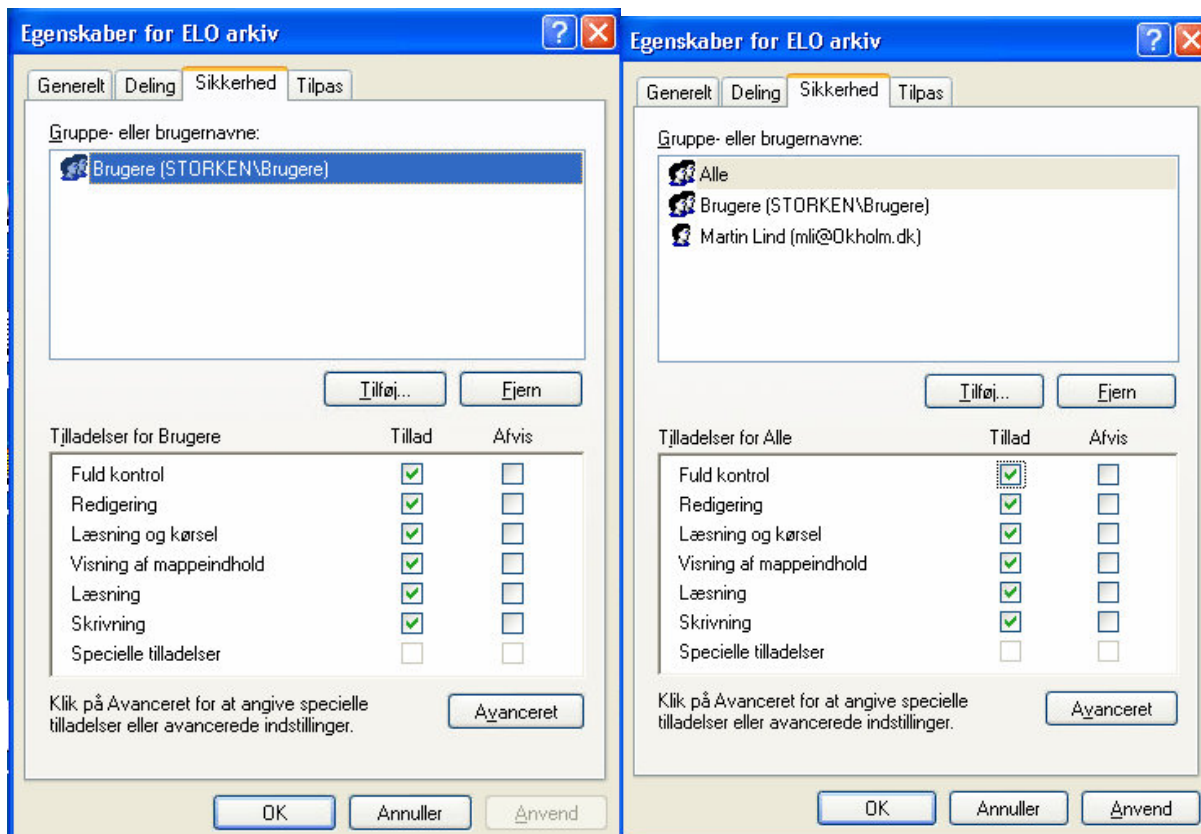 Egenskaber for ELO arkiv
Generelt Deling Sikkerhed Tilpas
Gruppe- eller brugernavne:
Brugere (STORKEN\Brugere)
Tilføj... Fjern
Tilladelser for Brugere Tillad Afvis
Fuld kontrol
Redigering
Læsning og kørsel
Visning af mappeindhold
Læsning
Skrivning
Specielle tilladelser
Klik på Avanceret for at angive specielle
tilladelser eller avancerede indstillinger.
Avanceret
OK Annuller Anvend
Egenskaber for ELO arkiv
Generelt Deling Sikkerhed Tilpas
Gruppe- eller brugernavne:
Alle
Brugere (STORKEN\Brugere)
Martin Lind (mli@Okholm.dk)
Tilføj... Fjern
Tilladelser for Alle Tillad Afvis
Fuld kontrol
Redigering
Læsning og kørsel
Visning af mappeindhold
Læsning
Skrivning
Specielle tilladelser
Klik på Avanceret for at angive specielle
tilladelser eller avancerede indstillinger.
Avanceret
OK Annuller Anvend